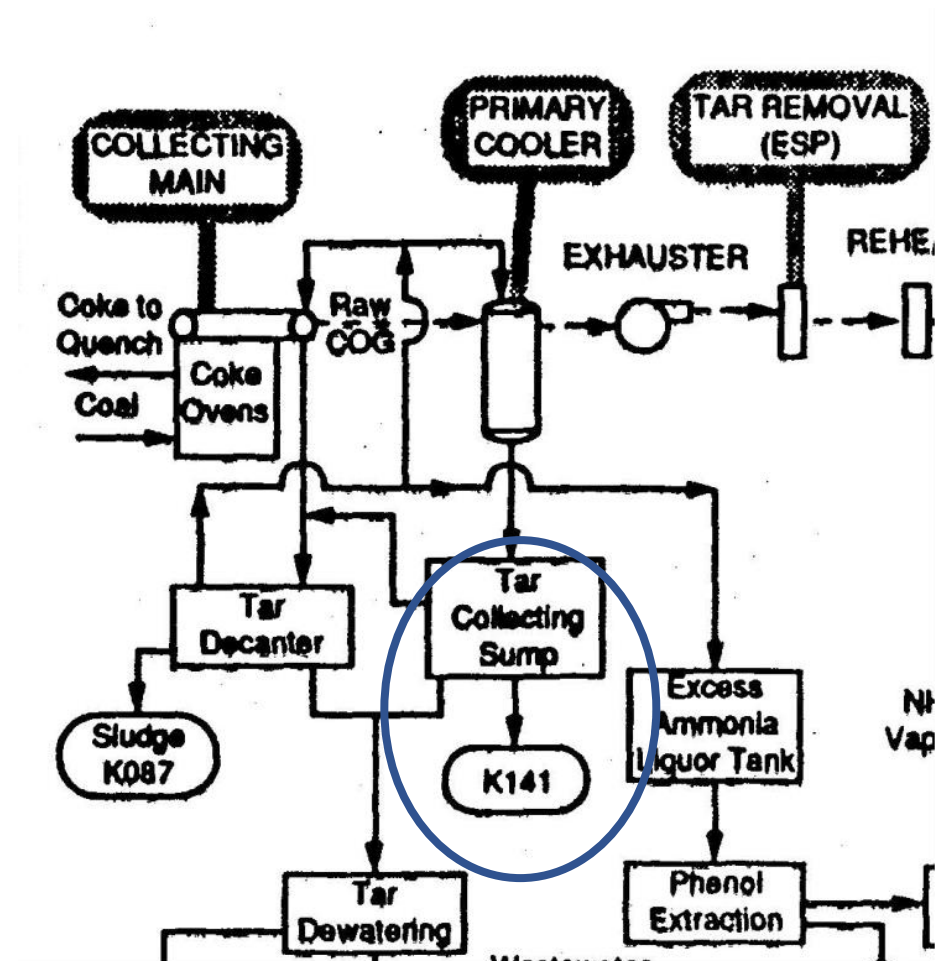 COLLECTING
MAIN
PRIMARY
COOLER
TAR REMOVAL
(ESP)
EXHAUSTER
Coke to
Quench
Coal
Coke
Ovens
Raw
COG
Tar
Decanter
Tar
Collecting
Sump
Sludge
K087
K141
Excess
Ammonia
Liquor Tank
Tar
Dewatering
Phenol
Extraction